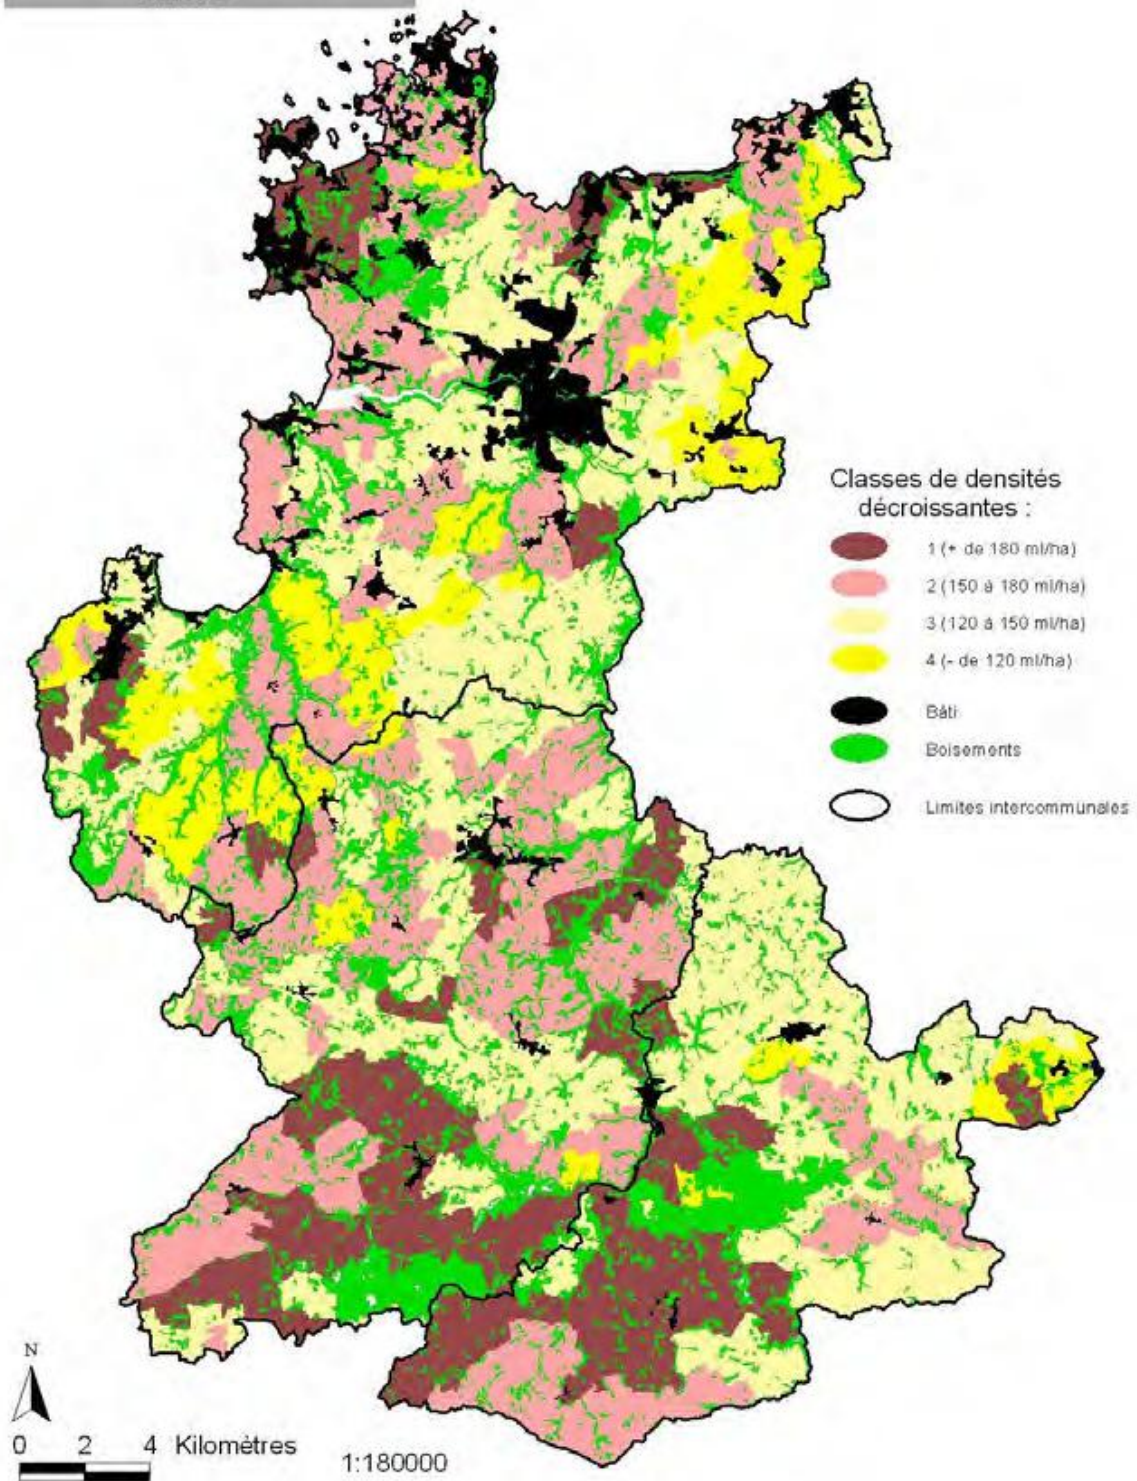 Classes de densités
décroissantes :
1 (+ de 180 ml/ha)
2 (150 à 180 ml/ha)
3 (120 à 150 ml/ha)
4 (- de 120 ml/ha)
Bâti
Boisements
Limites intercommunales
N
0 2 4 Kilomètres
1:180000